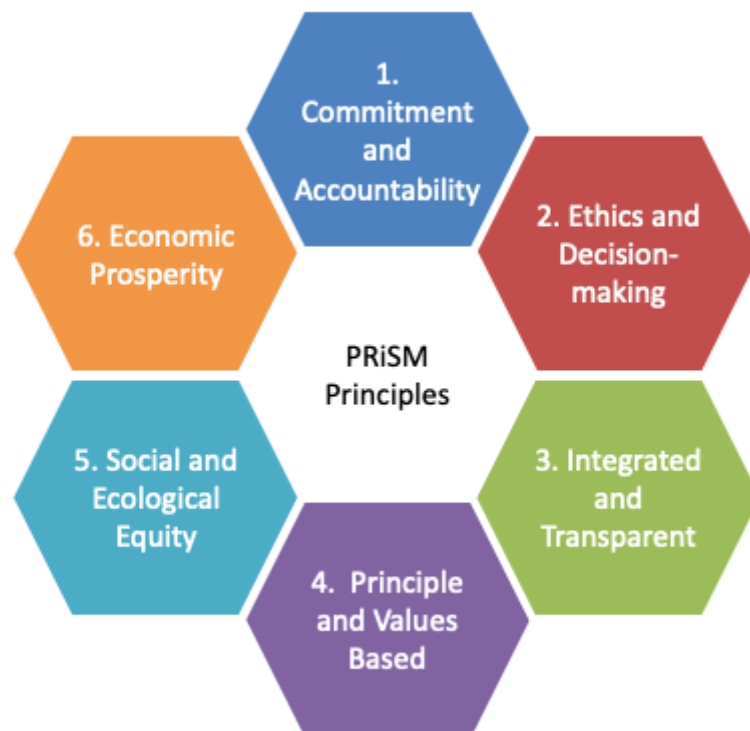 1.
Commitment
and
Accountability
2. Ethics and
Decision-
making
3. Integrated
and
Transparent
4.  Principle
and Values
Based
5. Social and
Ecological
Equity
6. Economic
Prosperity
PRiSM
Principles